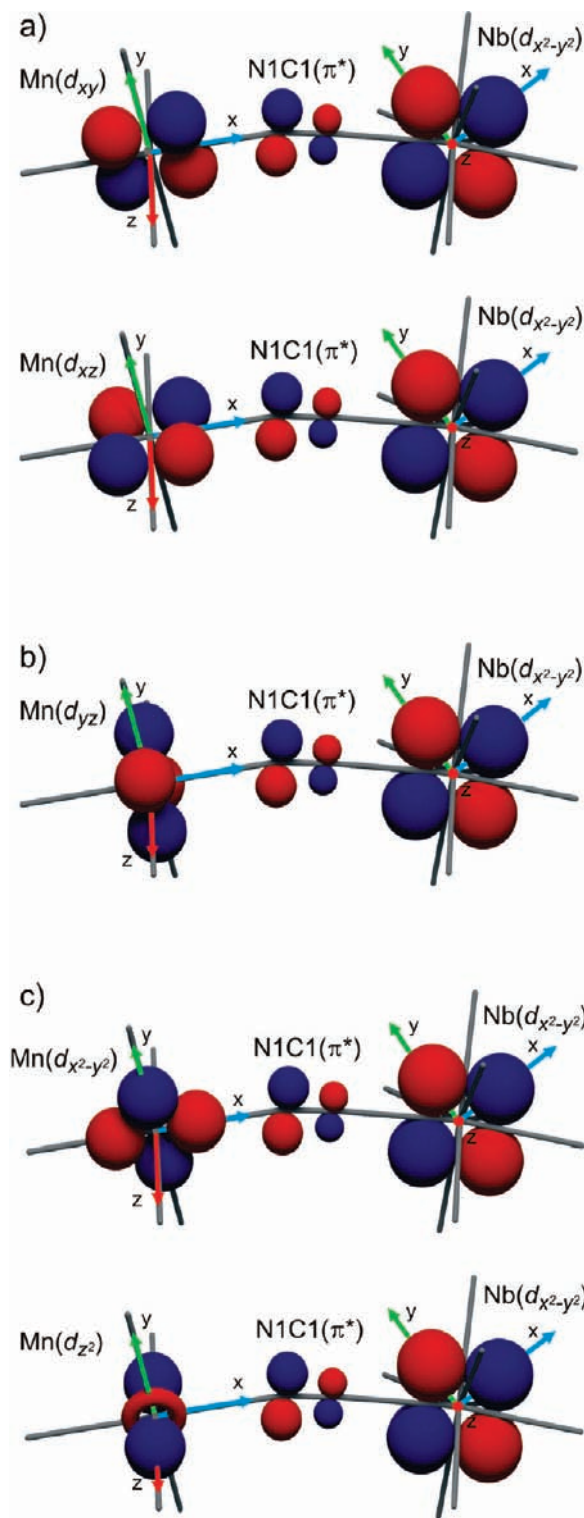 a)
Mn(dxy)
y
x
z
N1C1(π*)
Nb(dx²-y²)
y
x
z
Mn(dxz)
y
x
z
N1C1(π*)
Nb(dx²-y²)
y
x
z
b)
Mn(dyz)
y
x
z
N1C1(π*)
Nb(dx²-y²)
y
x
z
c)
Mn(dx²-y²)
y
x
z
N1C1(π*)
Nb(dx²-y²)
y
x
z
Mn(dz²)
y
x
z
N1C1(π*)
Nb(dx²-y²)
y
x
z